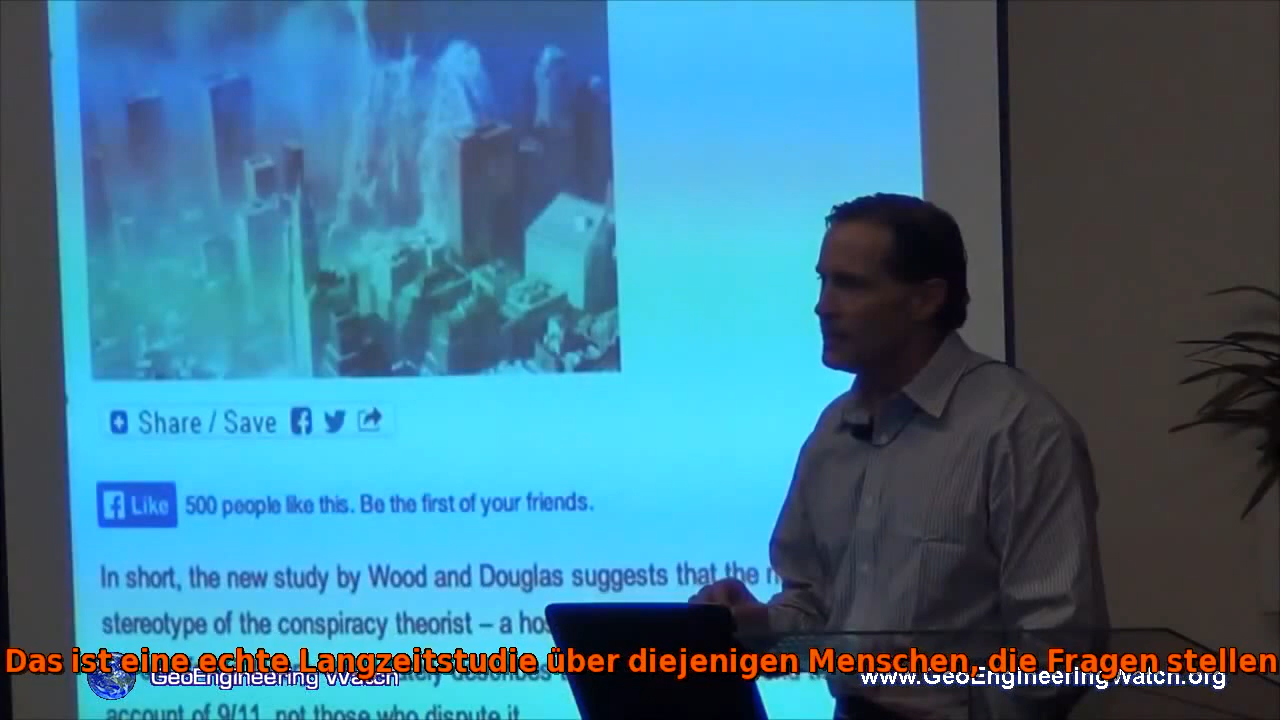 Share / Save
Like 500 people like this. Be the first of your friends.
In short, the new study by Wood and Douglas suggests that the
stereotype of the conspiracy theorist – a
Das ist eine echte Langzeitstudie über diejenigen Menschen, die Fragen stellen
GeoEngineering Watch
www.GeoEngineeringWatch.org
account of 9/11, not those who dispute it.